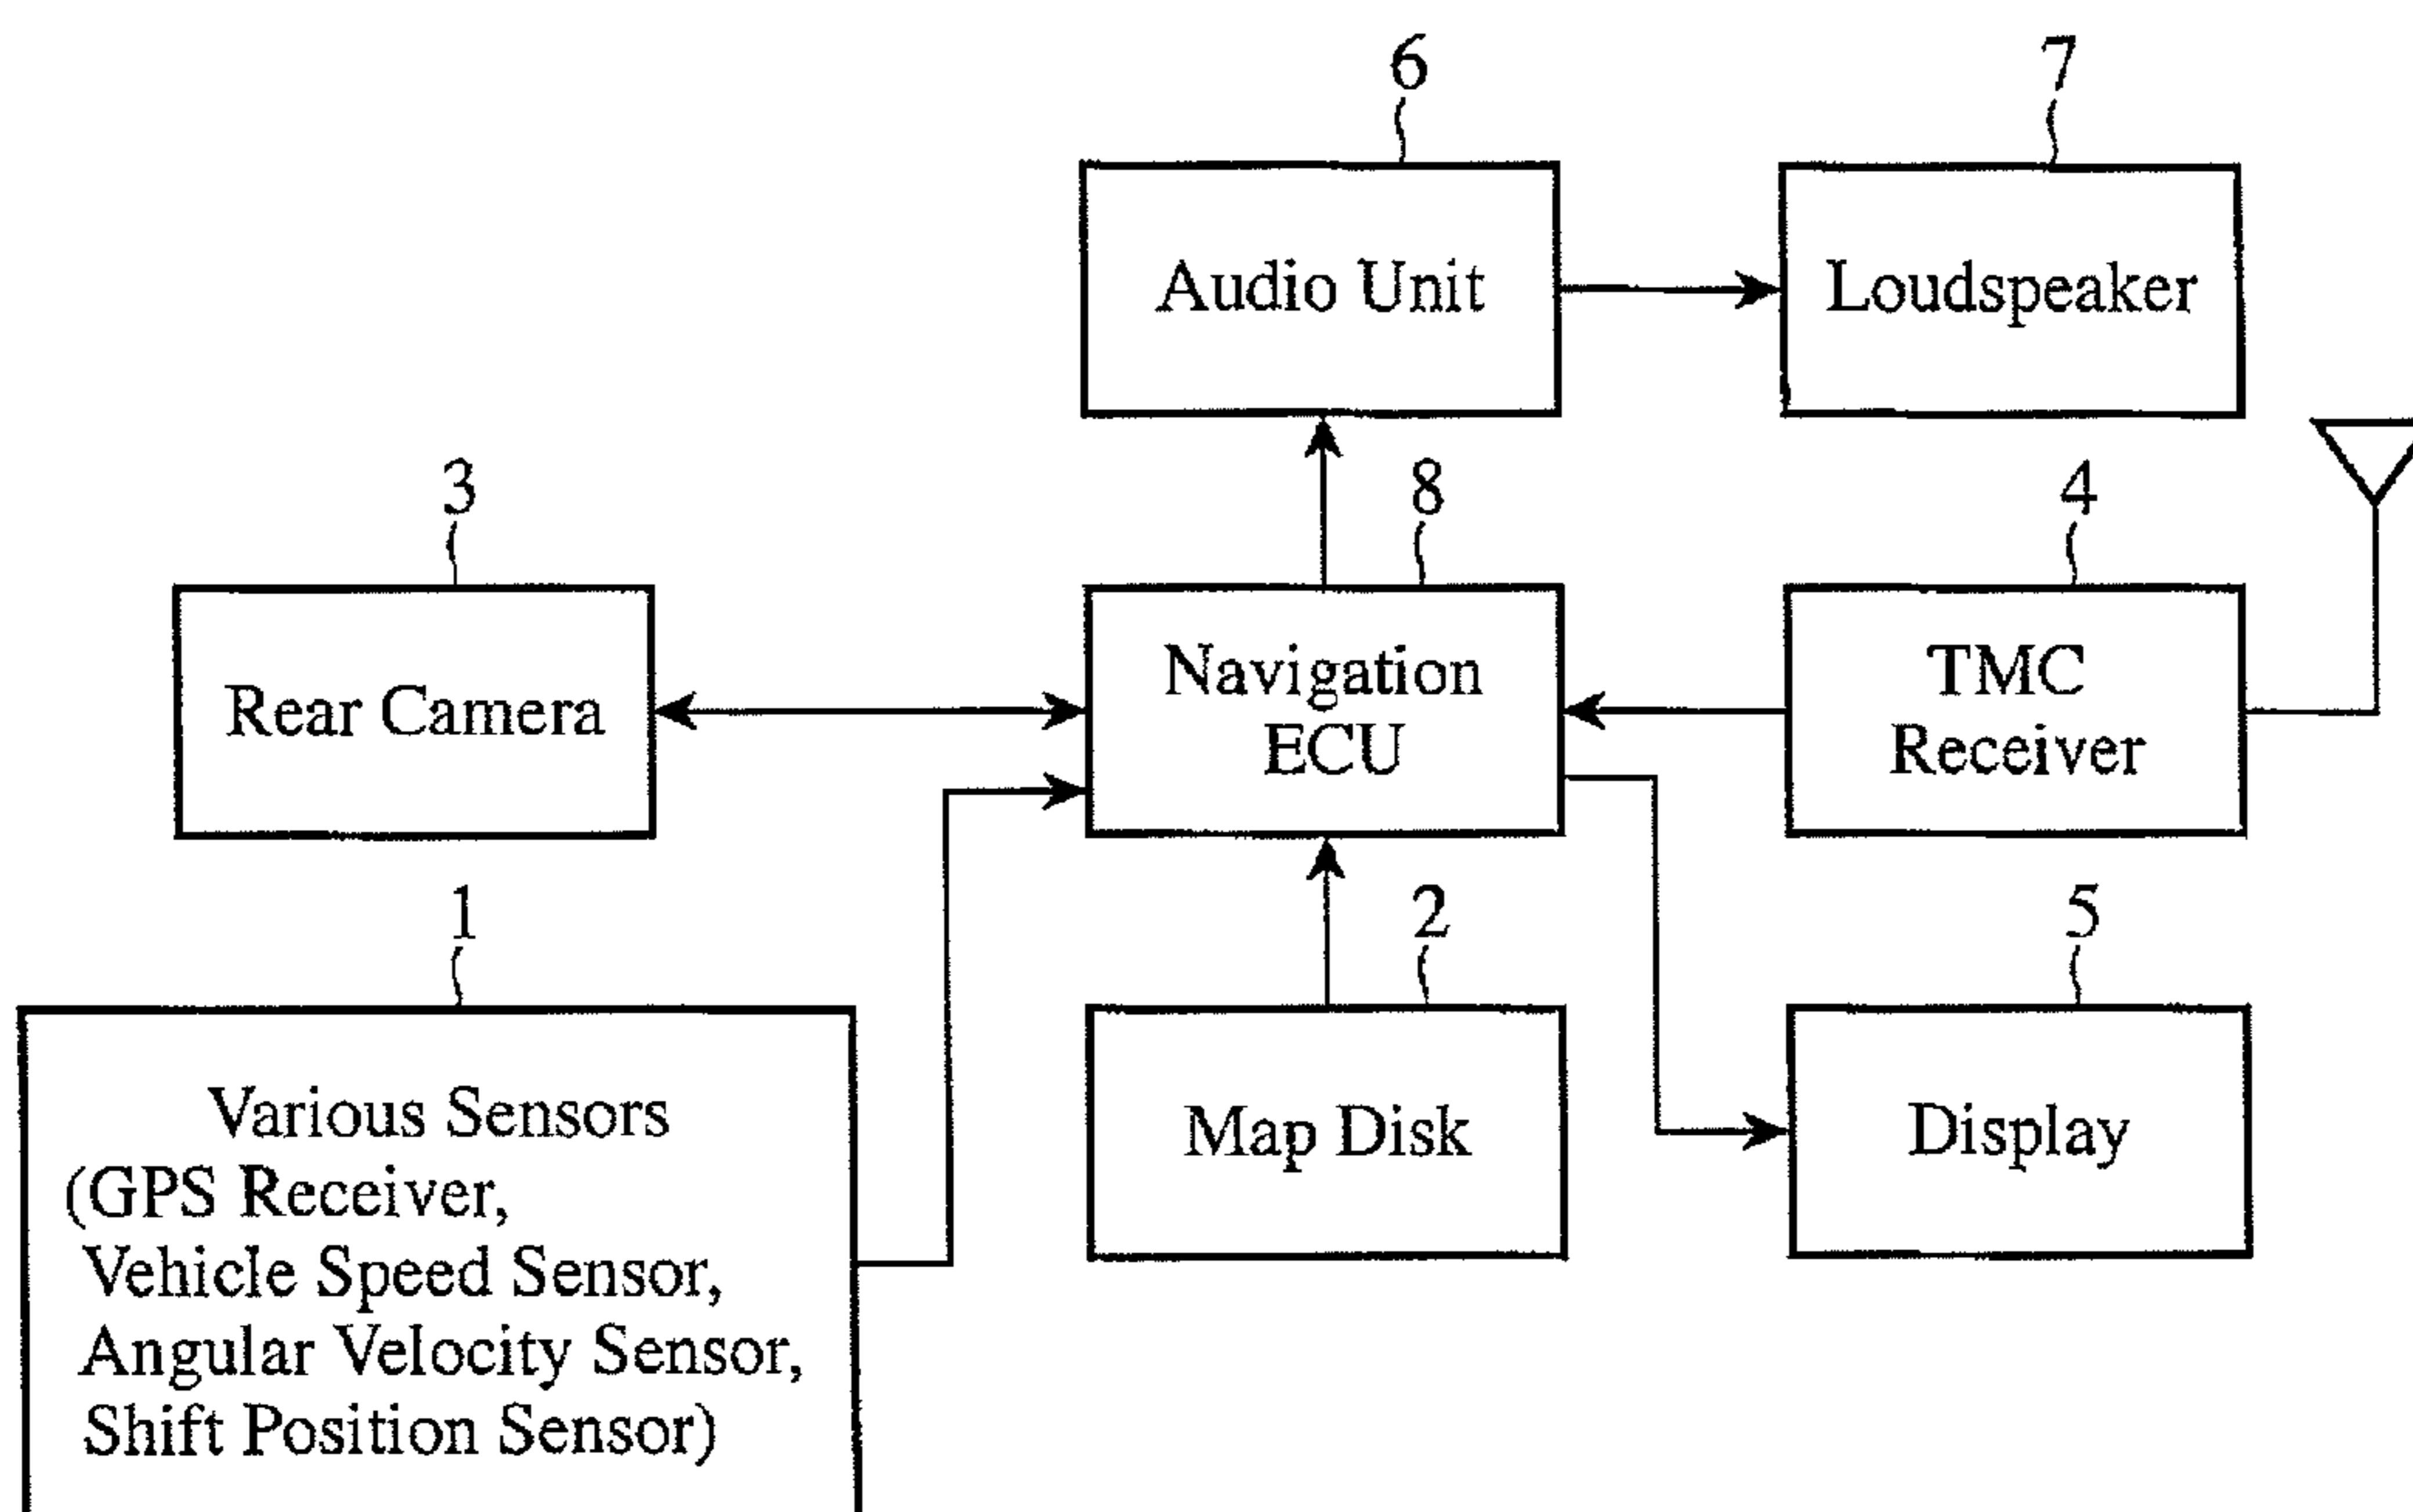 6
7
Audio Unit
Loudspeaker
3
8
4
Rear Camera
Navigation
ECU
TMC
Receiver
1
2
5
Various Sensors
(GPS Receiver,
Vehicle Speed Sensor,
Angular Velocity Sensor,
Shift Position Sensor)
Map Disk
Display